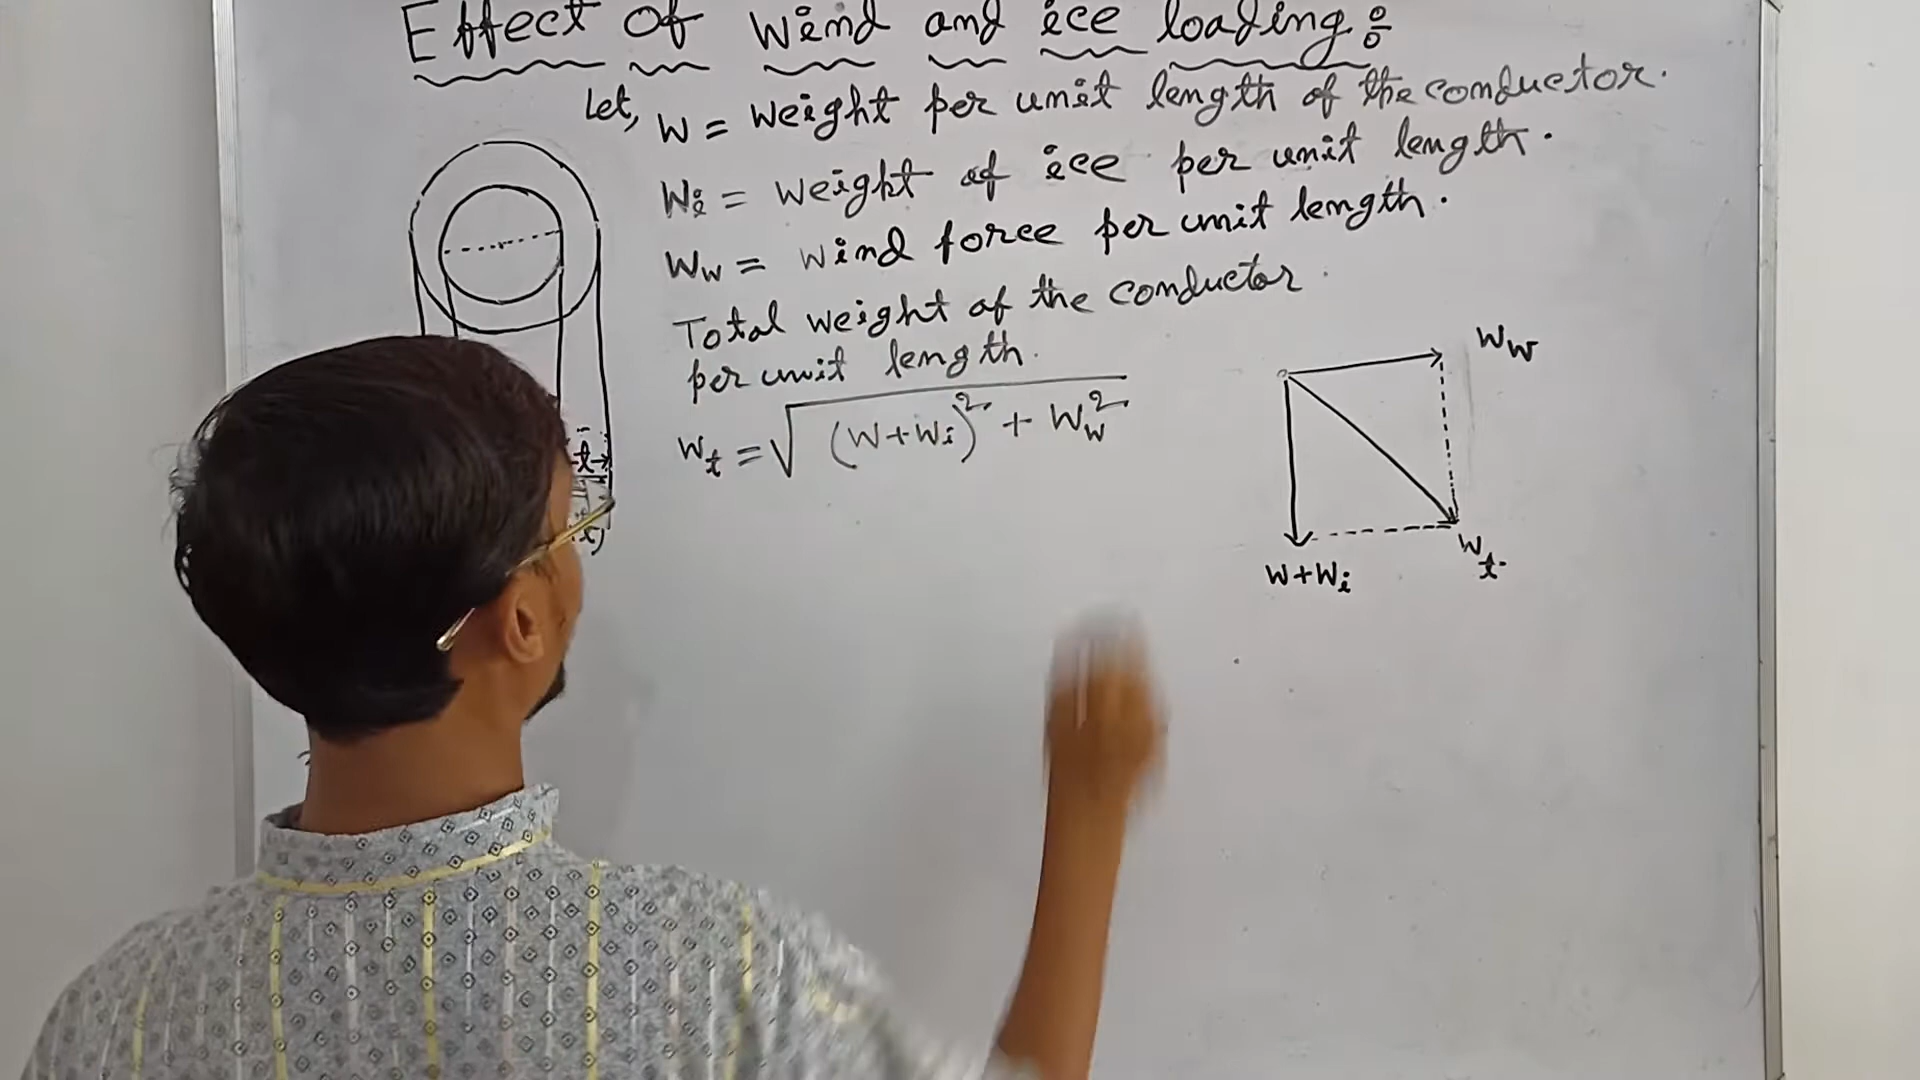 Effect of Wind and ice loading:
Let, W = Weight per unit length of the conductor.
Wi = Weight of ice per unit length.
Ww = Wind force per unit length.
Total weight of the conductor.
per unit length.
Wt = √(W+Wi)² + Ww²
Ww
W+Wi
Wt.
t